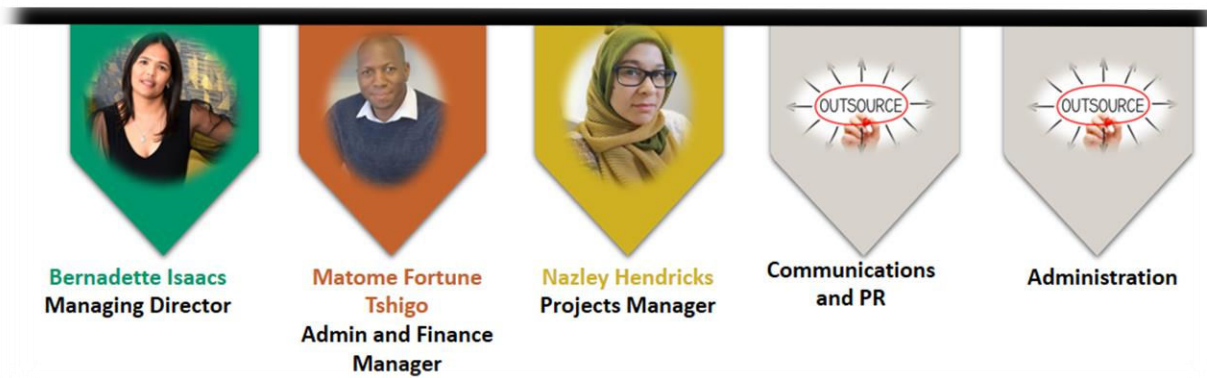 OUTSOURCE
OUTSOURCE
Bernadette Isaacs
Managing Director
Matome Fortune
Tshigo
Admin and Finance
Manager
Nazley Hendricks
Projects Manager
Communications
and PR
Administration